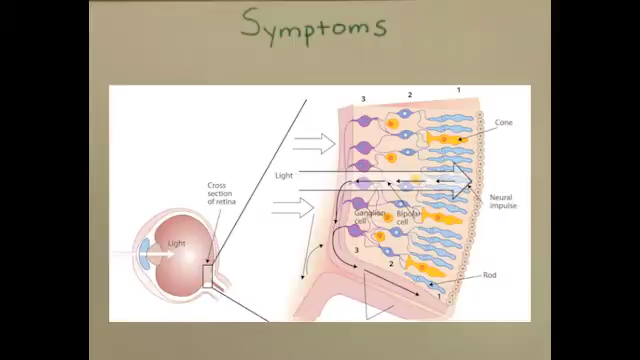 Symptoms
3 2 1
Cone
Light
Cross
section
of retina
Neural
impulse
Ganglion
cell
Bipolar
cell
Light
3 2
Rod
1